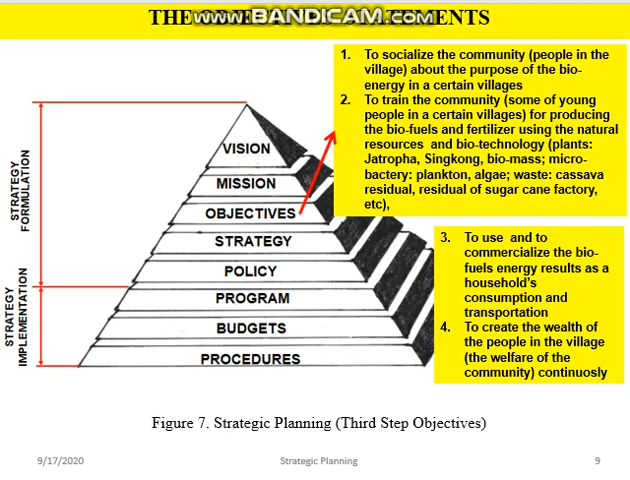 THE OBJECTIVES STATEMENTS
www.BANDICAM.COM
1. To socialize the community (people in the
village) about the purpose of the bio-
energy in a certain villages
2. To train the community (some of young
people in a certain villages) for producing
the bio-fuels and fertilizer using the natural
resources and bio-technology (plants:
Jatropha, Singkong, bio-mass; micro-
bactery: plankton, algae; waste: cassava
residual, residual of sugar cane factory,
etc),
3. To use and to
commercialize the bio-
fuels energy results as a
household's
consumption and
transportation
4. To create the wealth of
the people in the village
(the welfare of the
community) continuosly
STRATEGY
FORMULATION
STRATEGY
IMPLEMENTATION
VISION
MISSION
OBJECTIVES
STRATEGY
POLICY
PROGRAM
BUDGETS
PROCEDURES
Figure 7. Strategic Planning (Third Step Objectives)
9/17/2020
Strategic Planning
9